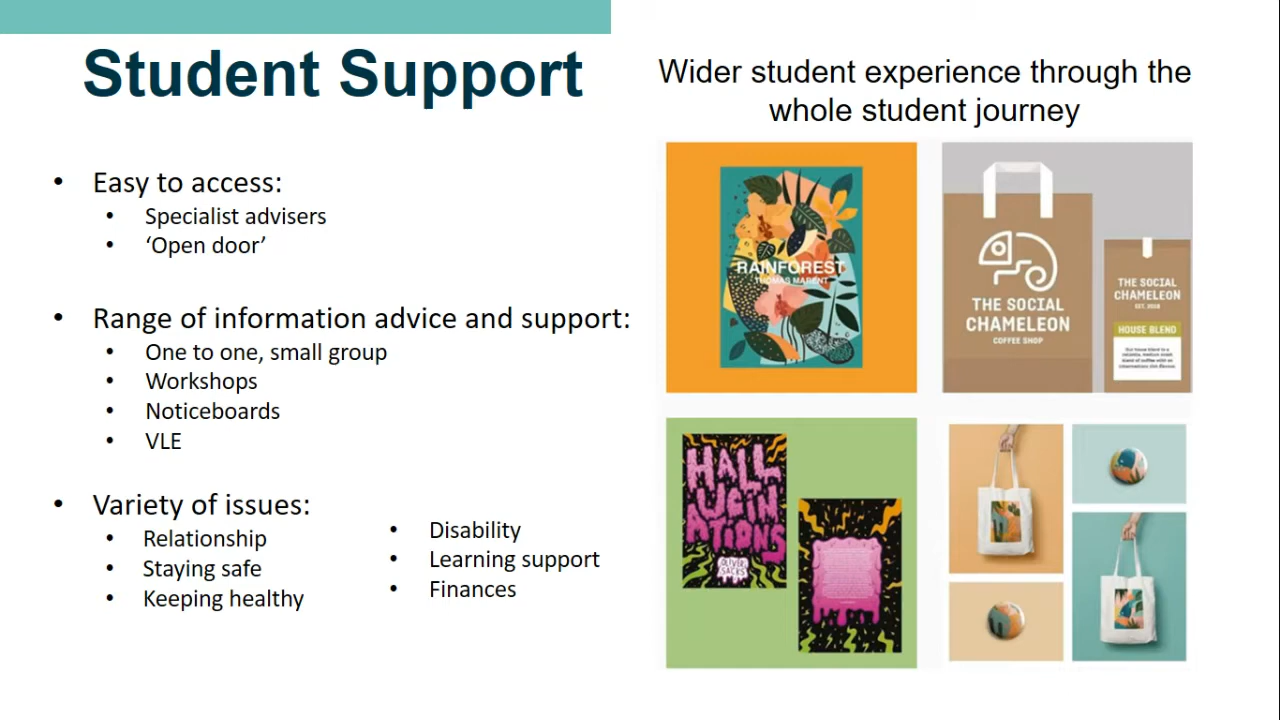 Student Support
Wider student experience through the
whole student journey
• Easy to access:
• Specialist advisers
• ‘Open door’
• Range of information advice and support:
• One to one, small group
• Workshops
• Noticeboards
• VLE
• Variety of issues:
• Relationship
• Staying safe
• Keeping healthy
• Disability
• Learning support
• Finances
RAINFOREST
THOMAS MARENT
THE SOCIAL
CHAMELEON
COFFEE SHOP
THE SOCIAL
CHAMELEON
HOUSE BLEND
HALL
UCIN
ATIONS
OLIVER
SACKS